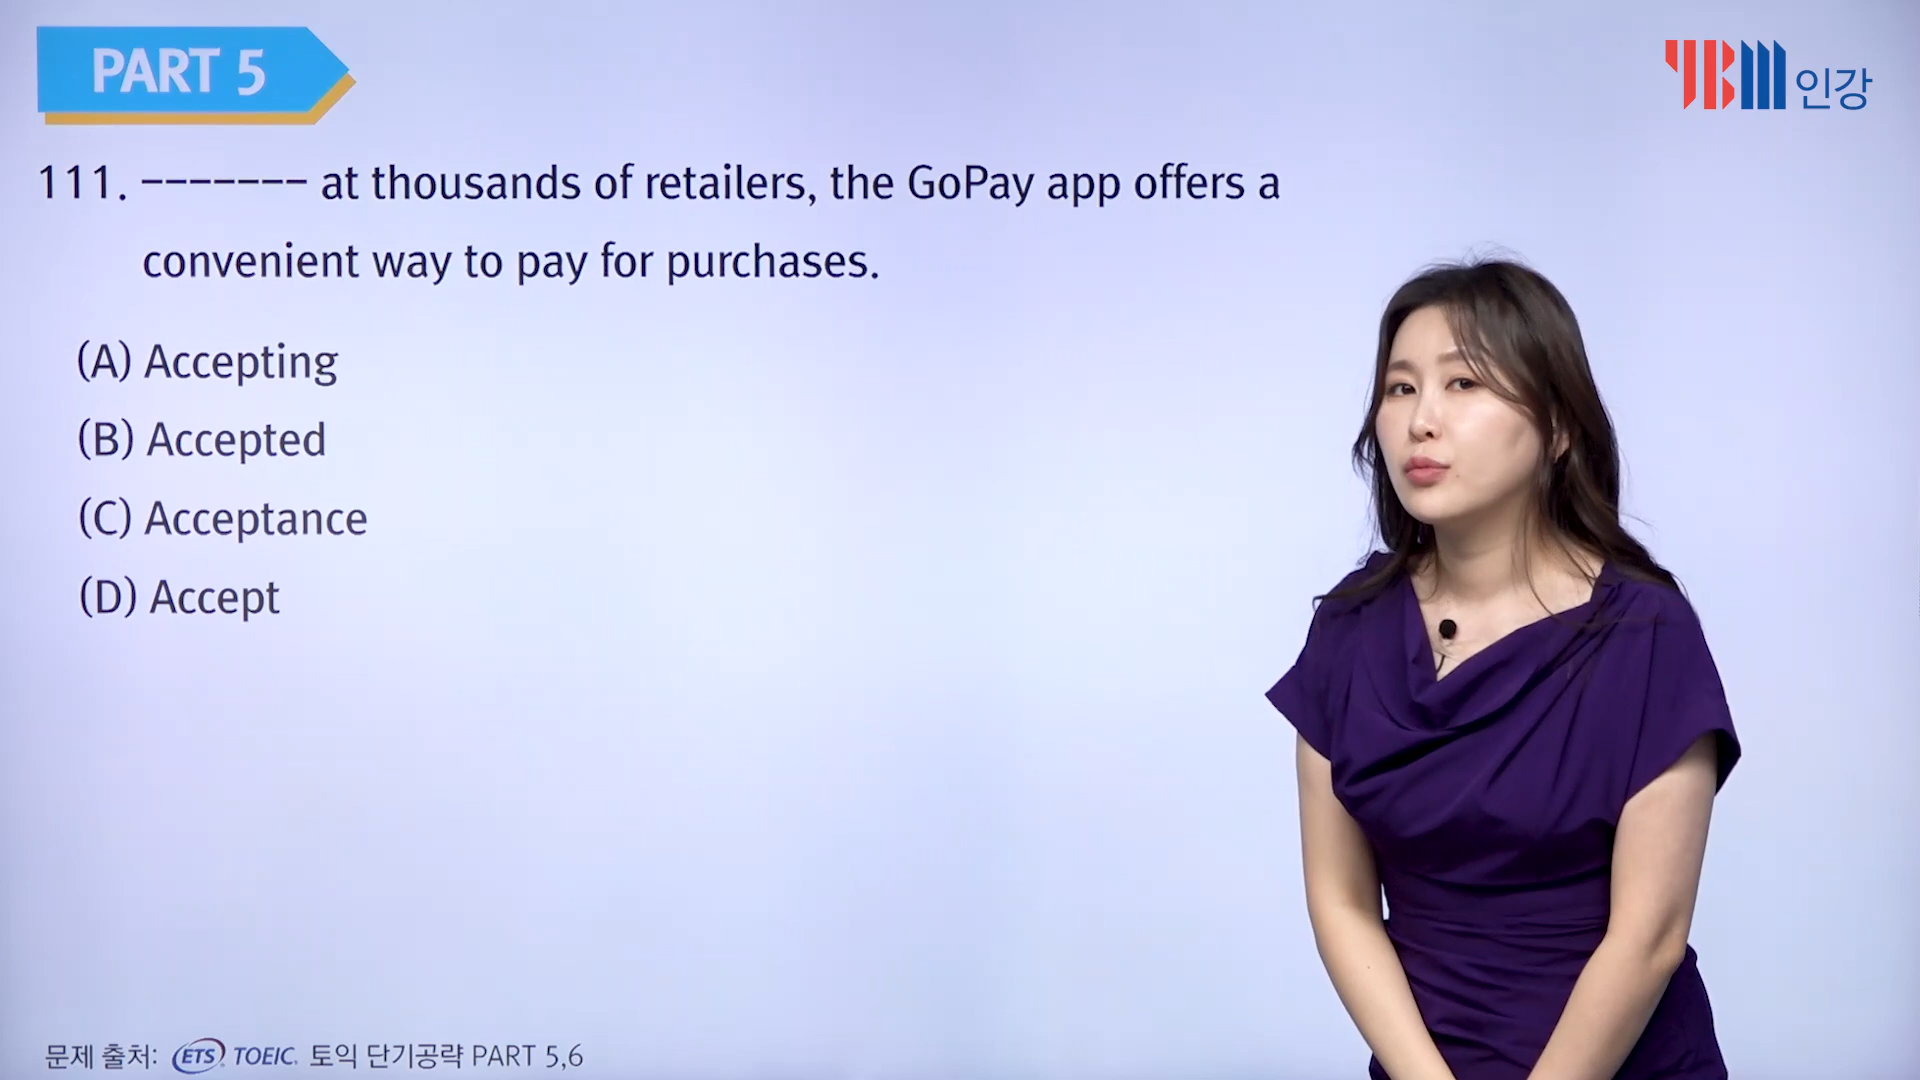 PART 5
YBM 인강
111. ------- at thousands of retailers, the GoPay app offers a
convenient way to pay for purchases.
(A) Accepting
(B) Accepted
(C) Acceptance
(D) Accept
문제 출처: ETS TOEIC. 토익 단기공략 PART 5,6